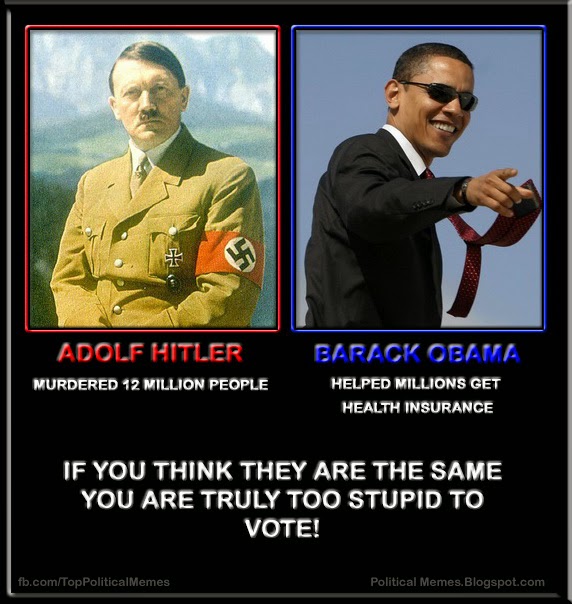 ADOLF HITLER
MURDERED 12 MILLION PEOPLE
BARACK OBAMA
HELPED MILLIONS GET
HEALTH INSURANCE
IF YOU THINK THEY ARE THE SAME
YOU ARE TRULY TOO STUPID TO
VOTE!
fb.com/TopPoliticalMemes
Political Memes.Blogspot.com